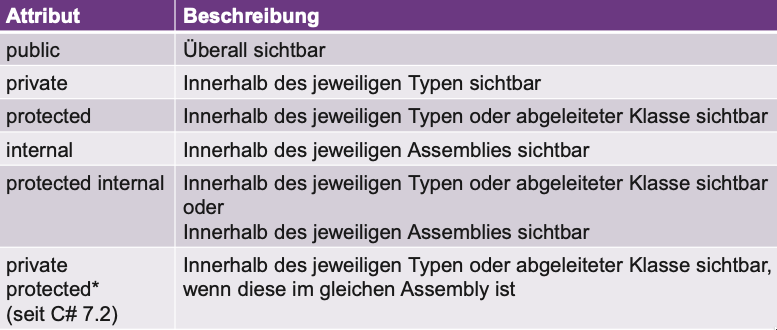 Attribut Beschreibung
public Überall sichtbar
private Innerhalb des jeweiligen Typen sichtbar
protected Innerhalb des jeweiligen Typen oder abgeleiteter Klasse sichtbar
internal Innerhalb des jeweiligen Assemblies sichtbar
protected internal Innerhalb des jeweiligen Typen oder abgeleiteter Klasse sichtbar
oder
Innerhalb des jeweiligen Assemblies sichtbar
private Innerhalb des jeweiligen Typen oder abgeleiteter Klasse sichtbar,
protected* wenn diese im gleichen Assembly ist
(seit C# 7.2)